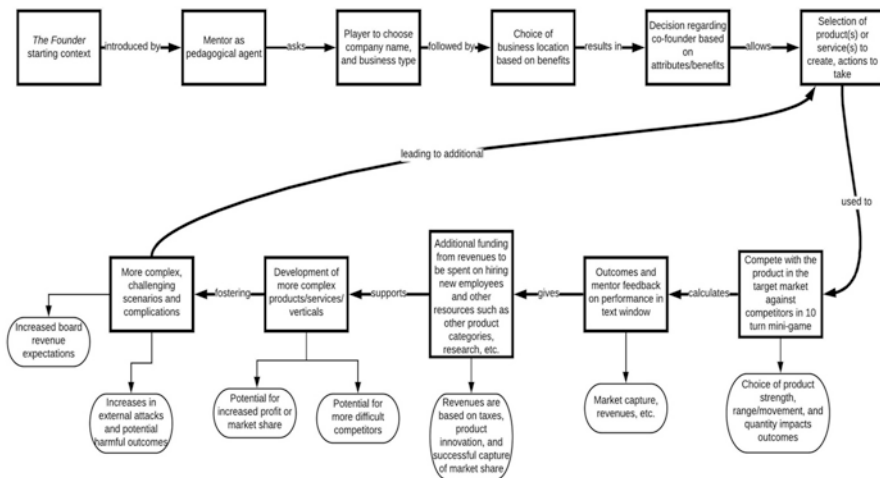 The Founder
starting context
introduced by
Mentor as
pedagogical agent
asks
Player to choose
company name,
and business type
followed by
Choice of
business location
based on benefits
results in
Decision regarding
co-founder based
on
attributes/benefits
allows
Selection of
product(s) or
service(s) to
create, actions to
take
leading to additional
used to
More complex,
challenging
scenarios and
complications
fostering
Development of
more complex
products/services/
verticals
supports
Additional funding
from revenues to
be spent on hiring
new employees
and other
resources such as
other product
categories,
research, etc.
gives
Outcomes and
mentor feedback
on performance in
text window
calculates
Compete with the
product in the
target market
against
competitors in 10
turn mini-game
Increased board
revenue
expectations
Increases in
external attacks
and potential
harmful outcomes
Potential for
increased profit or
market share
Potential for
more difficult
competitors
Revenues are
based on taxes,
product
innovation, and
successful capture
of market share
Market capture,
revenues, etc.
Choice of product
strength,
range/movement, and
quantity impacts
outcomes